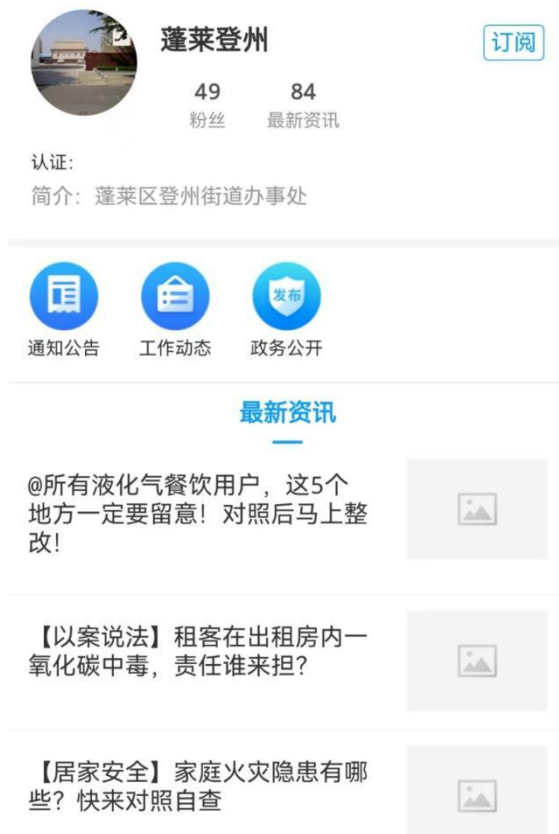 蓬莱登州
订阅
49
84
粉丝
最新资讯
认证:
简介: 蓬莱区登州街道办事处
发布
通知公告
工作动态
政务公开
最新资讯
@所有液化气餐饮用户，这5个
地方一定要留意！对照后马上整
改！
【以案说法】租客在出租房内一
氧化碳中毒，责任谁来担？
【居家安全】家庭火灾隐患有哪
些？快来对照自查